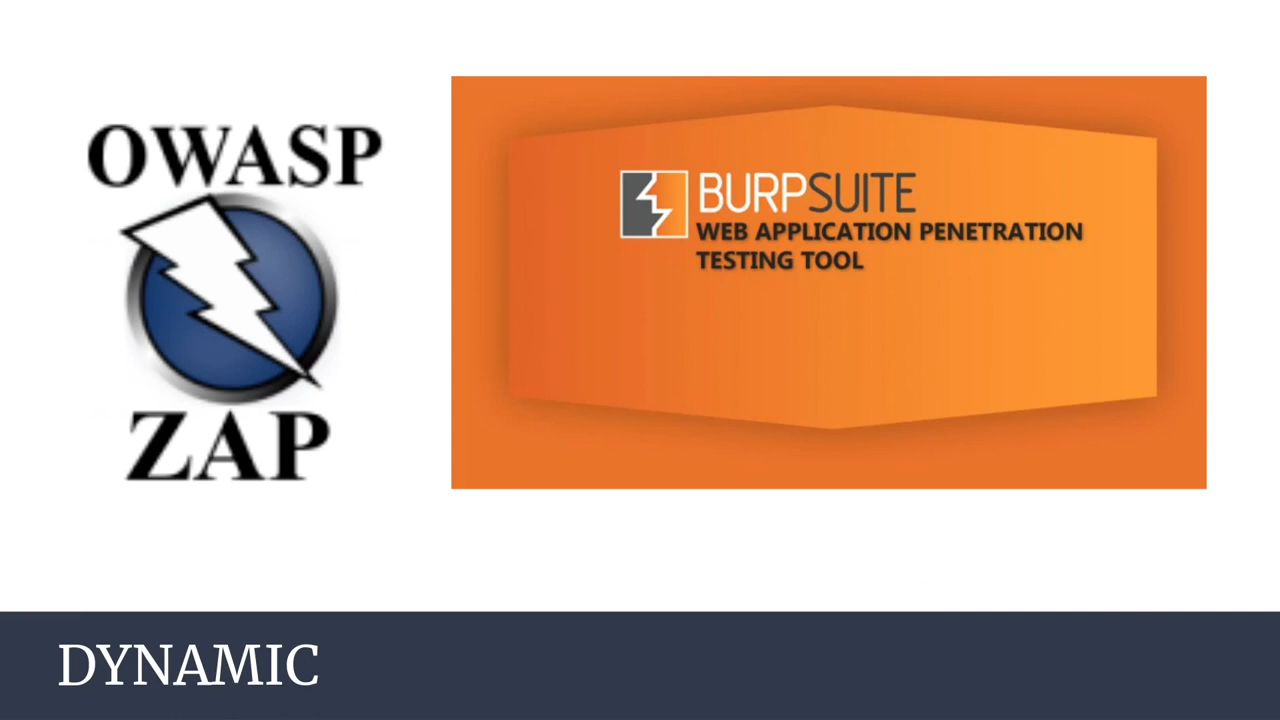 OWASP
ZAP
BURPSUITE
WEB APPLICATION PENETRATION
TESTING TOOL
DYNAMIC